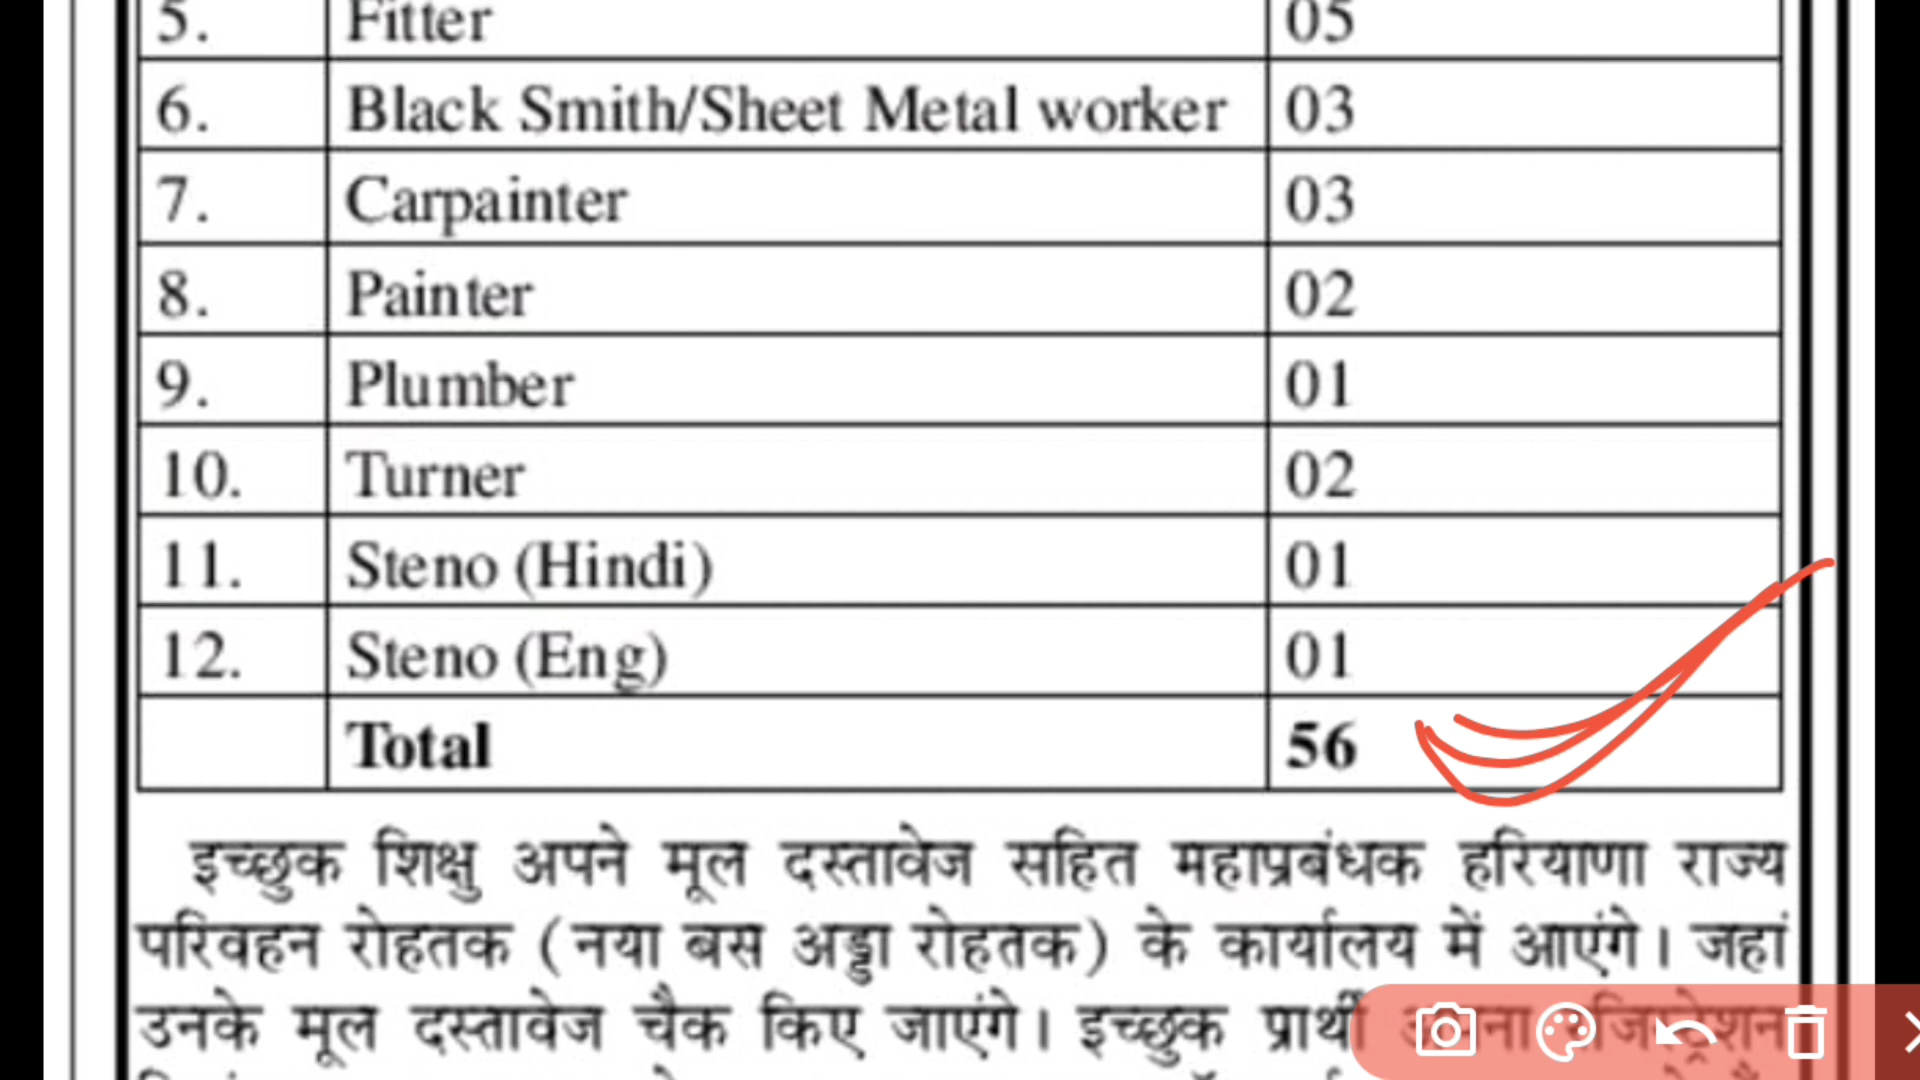 5. Fitter 05
6. Black Smith/Sheet Metal worker 03
7. Carpainter 03
8. Painter 02
9. Plumber 01
10. Turner 02
11. Steno (Hindi) 01
12. Steno (Eng) 01
Total 56
इच्छुक शिक्षु अपने मूल दस्तावेज सहित महाप्रबंधक हरियाणा राज्य
परिवहन रोहतक (नया बस अड्डा रोहतक) के कार्यालय में आएंगे। जहां
उनके मूल दस्तावेज चैक किए जाएंगे। इच्छुक प्रार्थी